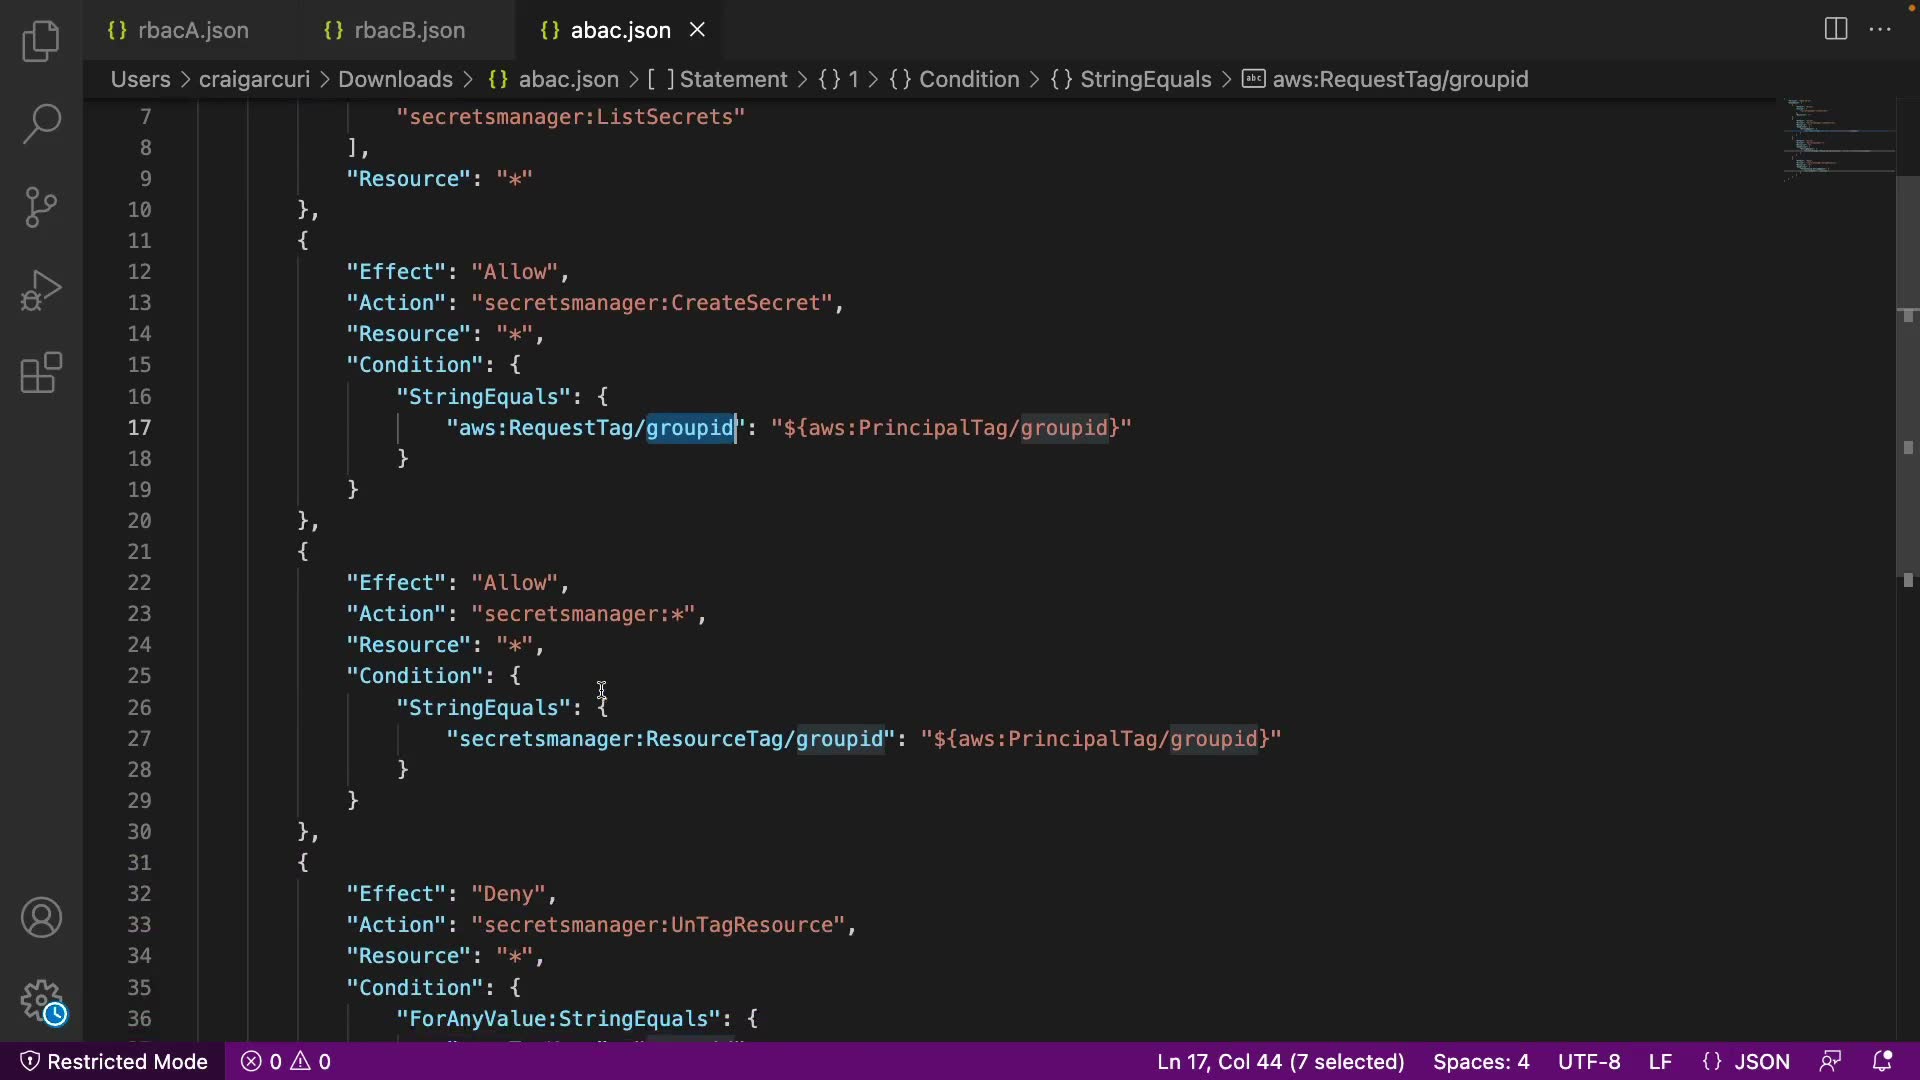 {} rbacA.json
{} rbacB.json
{} abac.json
Users > craigarcuri > Downloads > {} abac.json > [ ] Statement > {} 1 > {} Condition > {} StringEquals > abc aws:RequestTag/groupid
7 "secretsmanager:ListSecrets"
8 ],
9 "Resource": "*"
10 },
11 {
12 "Effect": "Allow",
13 "Action": "secretsmanager:CreateSecret",
14 "Resource": "*",
15 "Condition": {
16 "StringEquals": {
17 "aws:RequestTag/groupid": "${aws:PrincipalTag/groupid}"
18 }
19 }
20 },
21 {
22 "Effect": "Allow",
23 "Action": "secretsmanager:*",
24 "Resource": "*",
25 "Condition": {
26 "StringEquals": {
27 "secretsmanager:ResourceTag/groupid": "${aws:PrincipalTag/groupid}"
28 }
29 }
30 },
31 {
32 "Effect": "Deny",
33 "Action": "secretsmanager:UnTagResource",
34 "Resource": "*",
35 "Condition": {
36 "ForAnyValue:StringEquals": {
Restricted Mode
0
0
Ln 17, Col 44 (7 selected)
Spaces: 4
UTF-8
LF
{} JSON